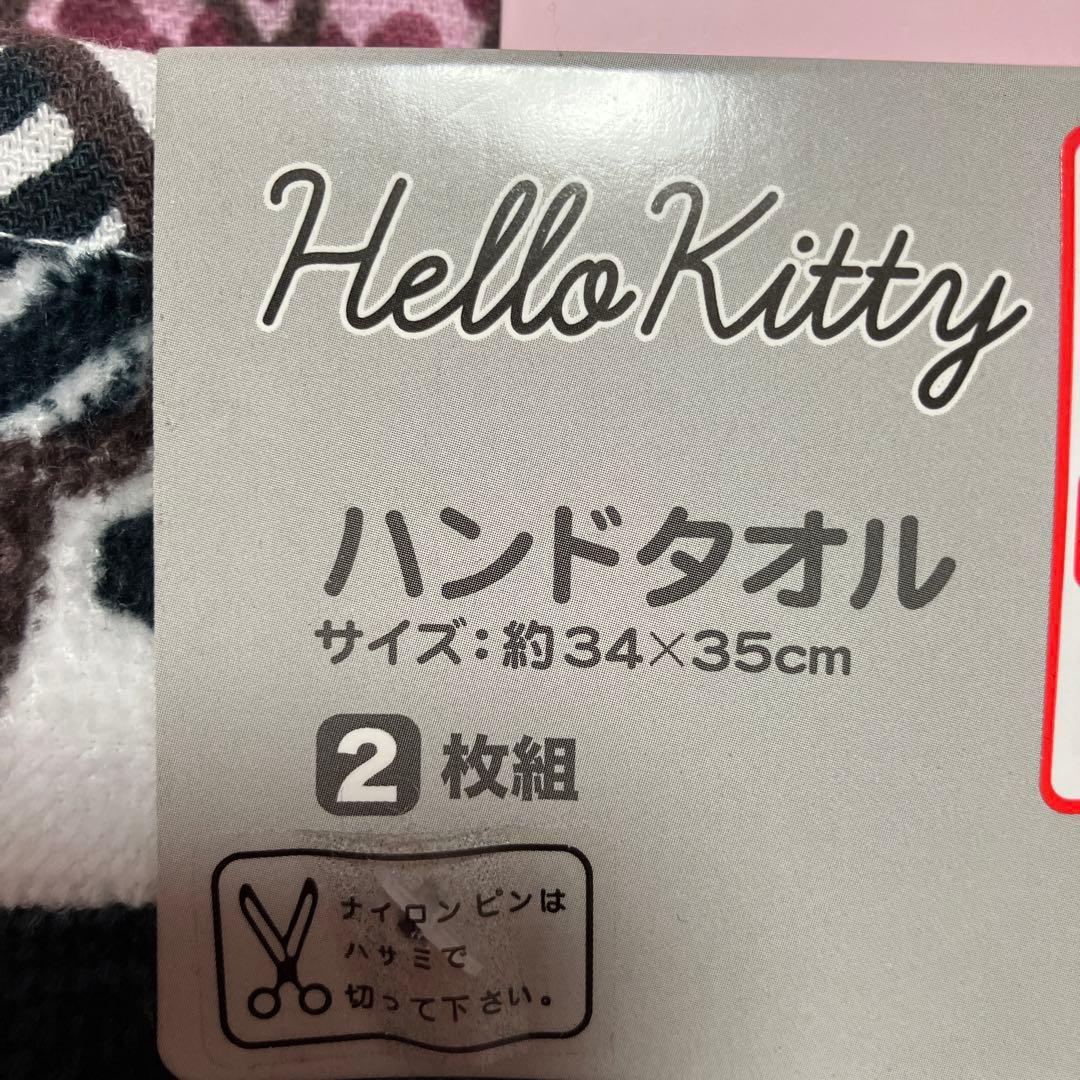 Hello Kitty
ハンドタオル
サイズ：約34×35cm
2枚組
ナイロンピンは
ハサミで
切って下さい。